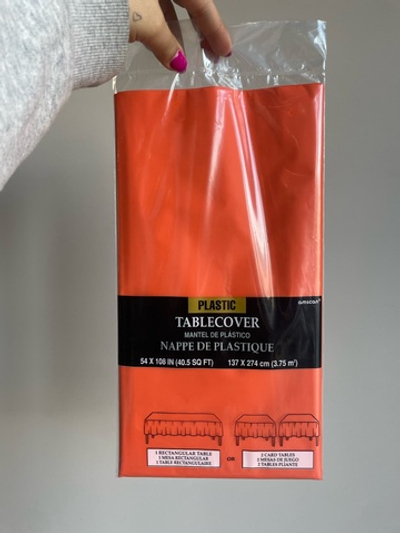 amscan
PLASTIC
TABLECOVER
MANTEL DE PLÁSTICO
NAPPE DE PLASTIQUE
54 X 108 IN (40.5 SQ FT) 137 X 274 cm (3.75 m²)
1 RECTANGULAR TABLE
1 MESA RECTANGULAR
1 TABLE RECTANGULAIRE
OR
2 CARD TABLES
2 MESAS DE JUEGO
2 TABLES PLIANTE